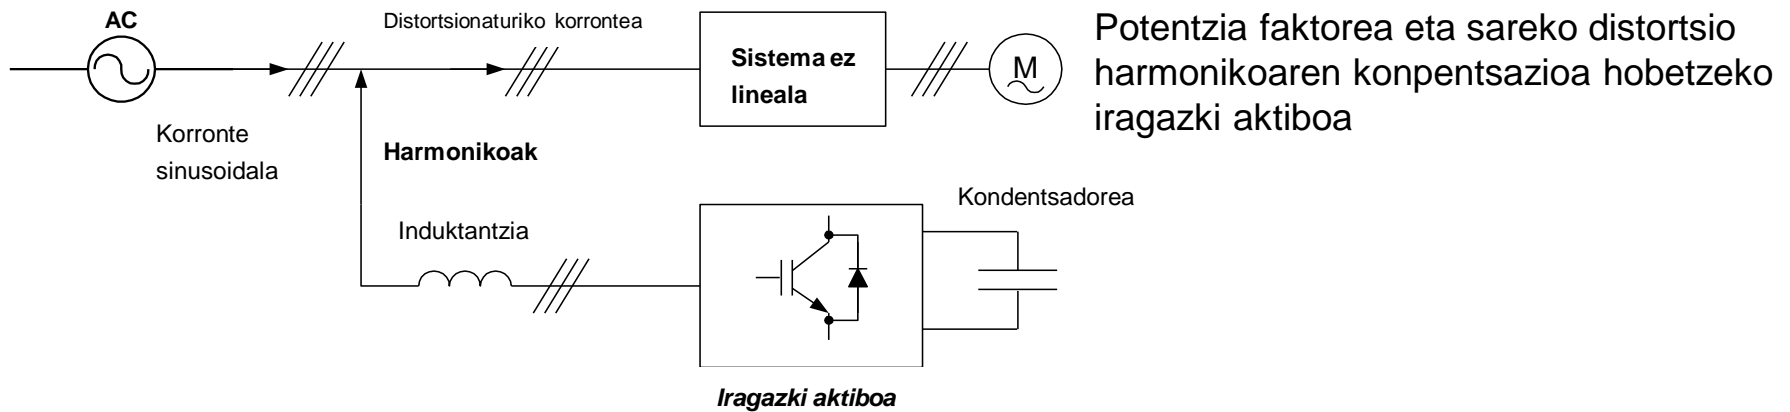 AC
Distortsionaturiko korrontea
Potentzia faktorea eta sareko distortsio
harmonikoaren konpentsazioa hobetzeko
iragazki aktiboa
Sistema ez
lineala
M
Korronte
sinusoidala
Harmonikoak
Kondentsadorea
Induktantzia
Iragazki aktiboa